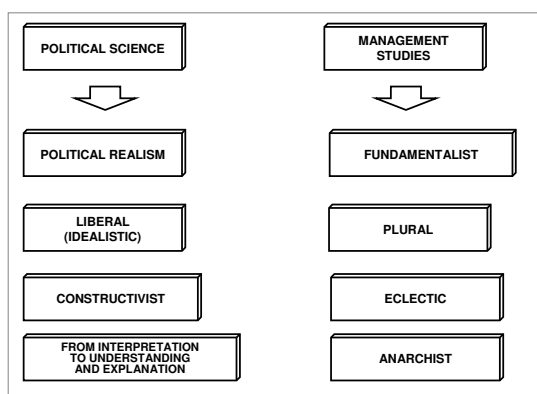 POLITICAL SCIENCE
MANAGEMENT
STUDIES
POLITICAL REALISM
FUNDAMENTALIST
LIBERAL
(IDEALISTIC)
PLURAL
CONSTRUCTIVIST
ECLECTIC
FROM INTERPRETATION
TO UNDERSTANDING
AND EXPLANATION
ANARCHIST